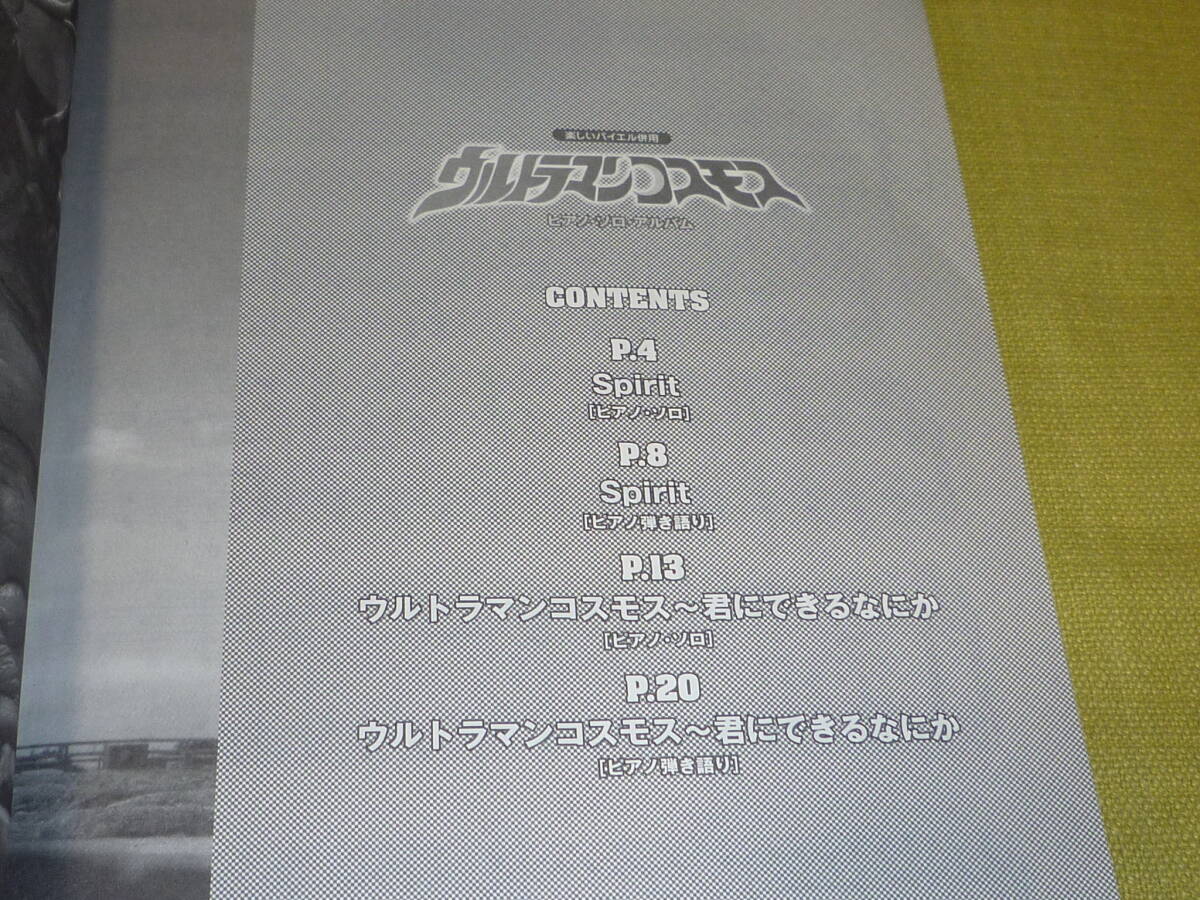 楽しいバイエル併用
ウルトラマンコスモス
ピアノ・ソロ・アルバム
CONTENTS
P.4
Spirit
[ピアノ・ソロ]
P.8
Spirit
[ピアノ弾き語り]
P.13
ウルトラマンコスモス〜君にできるなにか
[ピアノ・ソロ]
P.20
ウルトラマンコスモス〜君にできるなにか
[ピアノ弾き語り]